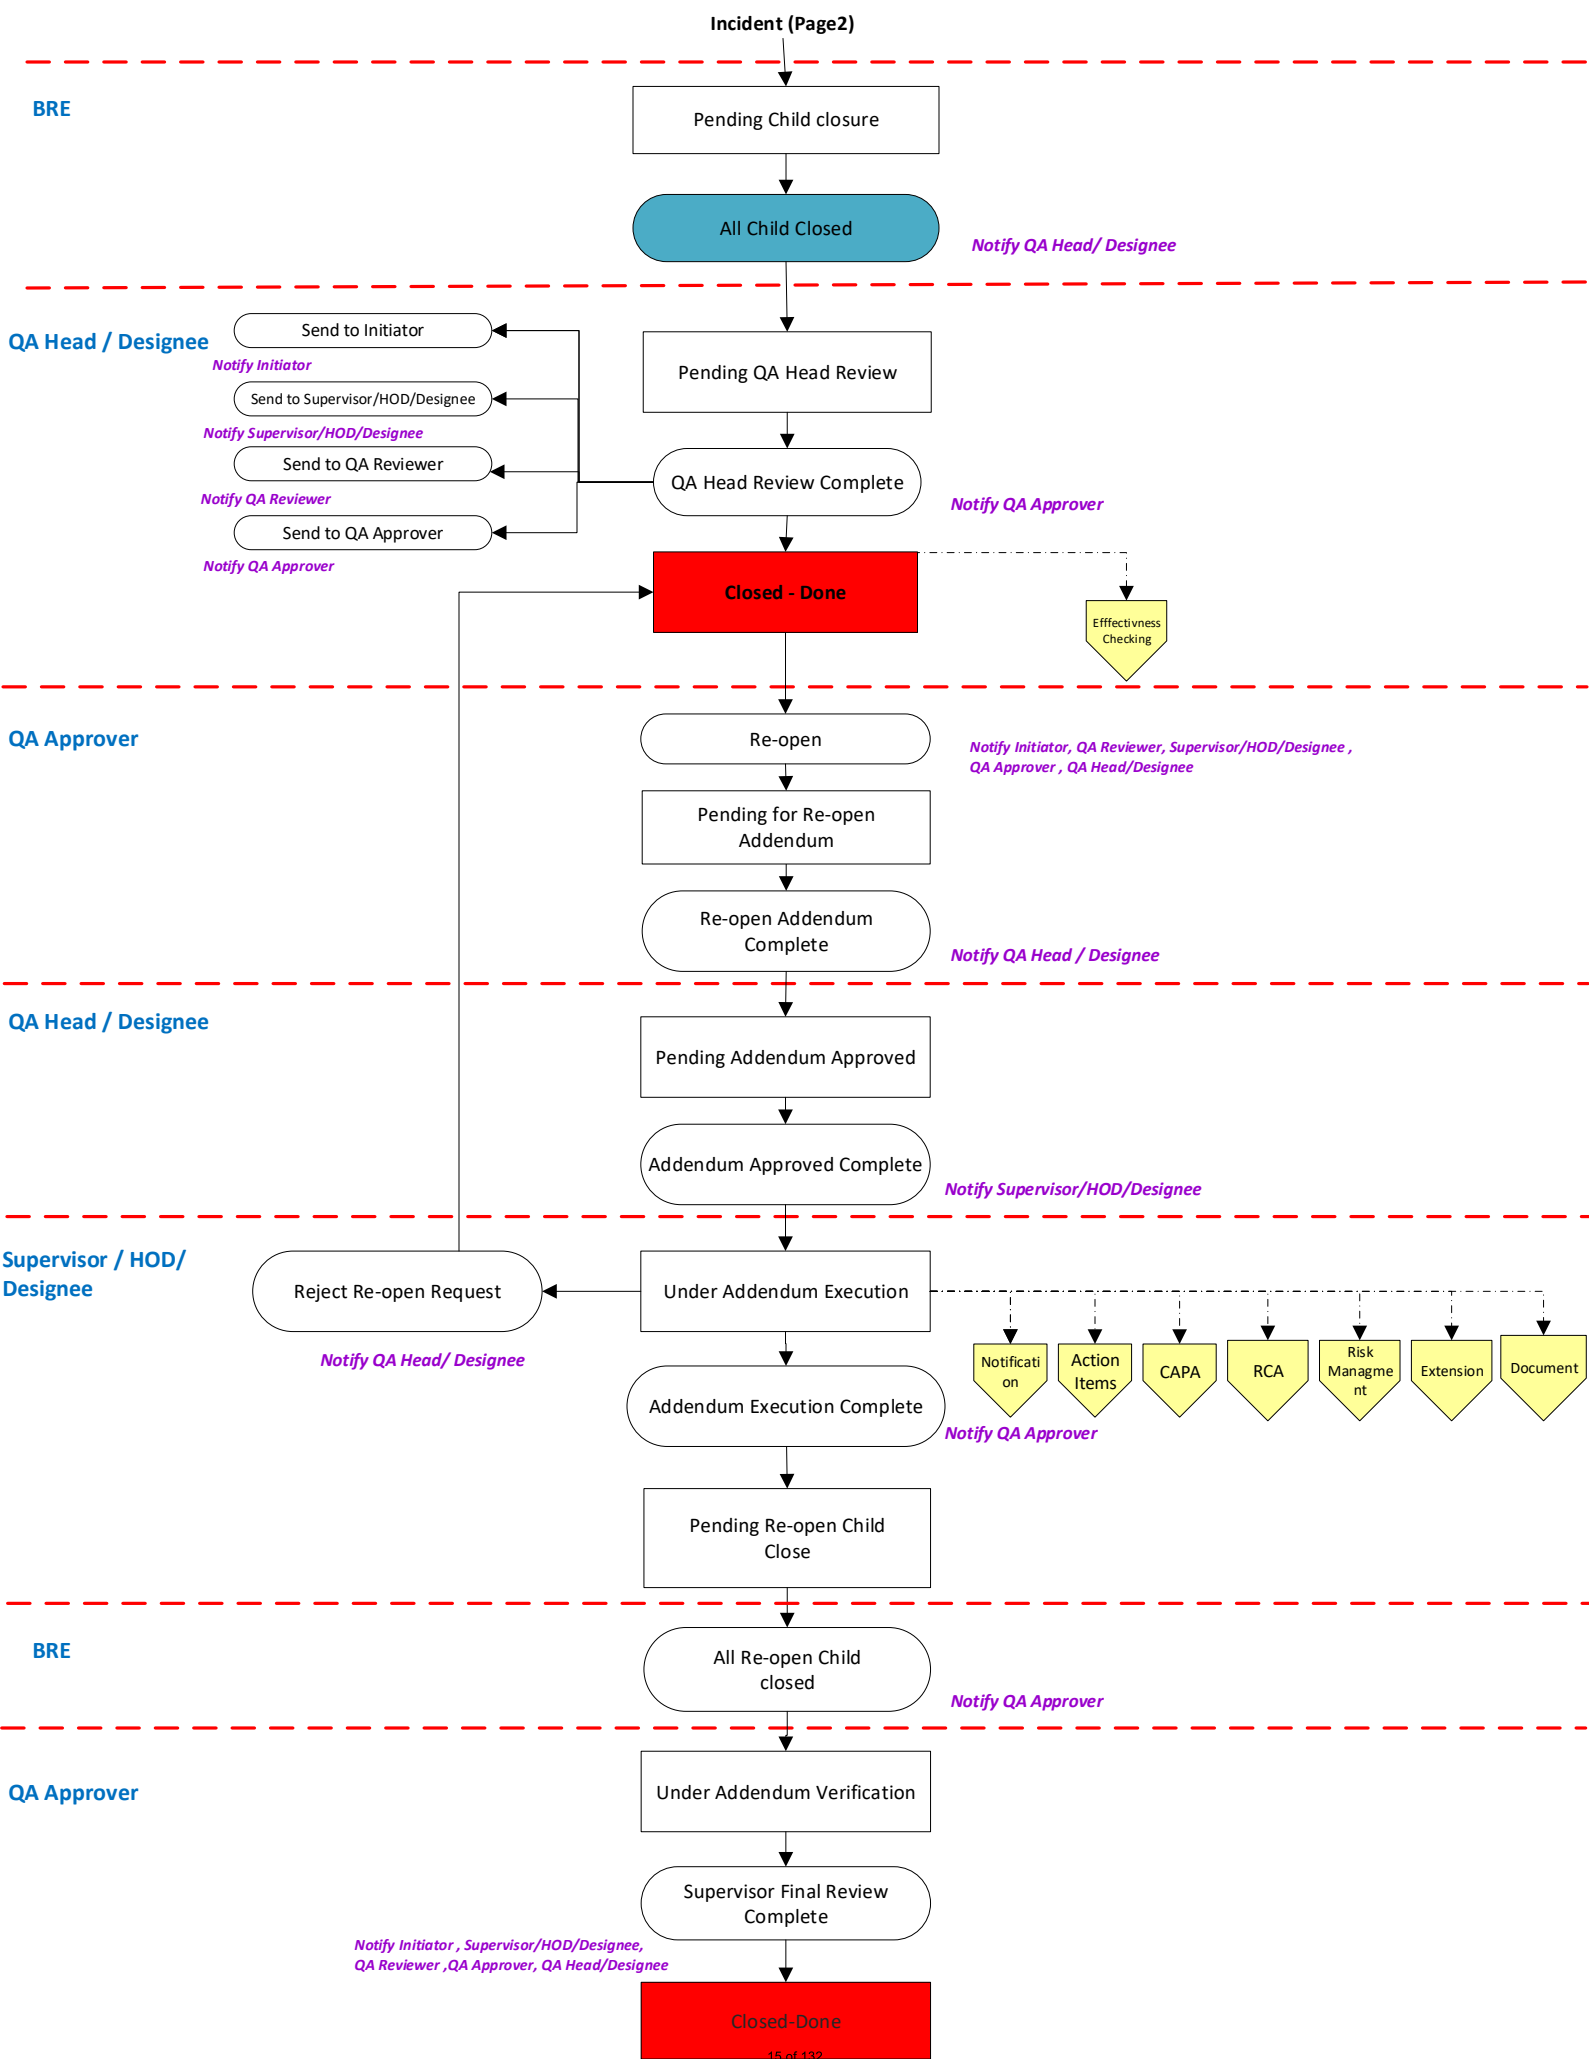 Incident (Page2)
BRE
Pending Child closure
All Child Closed
Notify QA Head/ Designee
QA Head / Designee
Send to Initiator
Notify Initiator
Send to Supervisor/HOD/Designee
Notify Supervisor/HOD/Designee
Send to QA Reviewer
Notify QA Reviewer
Send to QA Approver
Notify QA Approver
Pending QA Head Review
QA Head Review Complete
Notify QA Approver
Closed - Done
Efffectivness
Checking
QA Approver
Re-open
Notify Initiator, QA Reviewer, Supervisor/HOD/Designee ,
QA Approver , QA Head/Designee
Pending for Re-open
Addendum
Re-open Addendum
Complete
Notify QA Head / Designee
QA Head / Designee
Pending Addendum Approved
Addendum Approved Complete
Notify Supervisor/HOD/Designee
Supervisor / HOD/
Designee
Reject Re-open Request
Notify QA Head/ Designee
Under Addendum Execution
Notificati
on
Action
Items
CAPA
RCA
Risk
Managme
nt
Extension
Document
Addendum Execution Complete
Notify QA Approver
Pending Re-open Child
Close
BRE
All Re-open Child
closed
Notify QA Approver
QA Approver
Under Addendum Verification
Supervisor Final Review
Complete
Notify Initiator , Supervisor/HOD/Designee,
QA Reviewer ,QA Approver, QA Head/Designee
Closed-Done
15 of 132